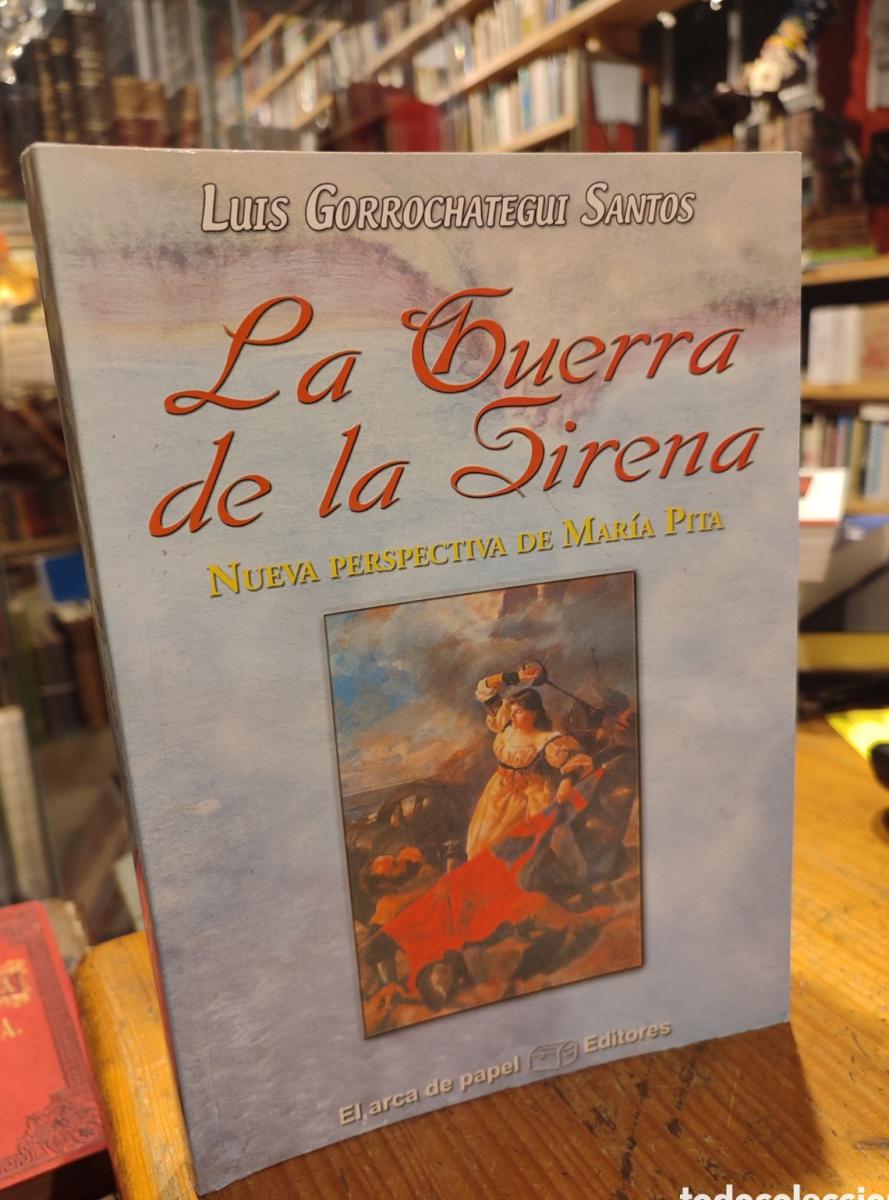 LUIS GORROCHATEGUI SANTOS
La Guerra
de la Sirena
NUEVA PERSPECTIVA DE MARÍA PITA
El arca de papel Editores
A.